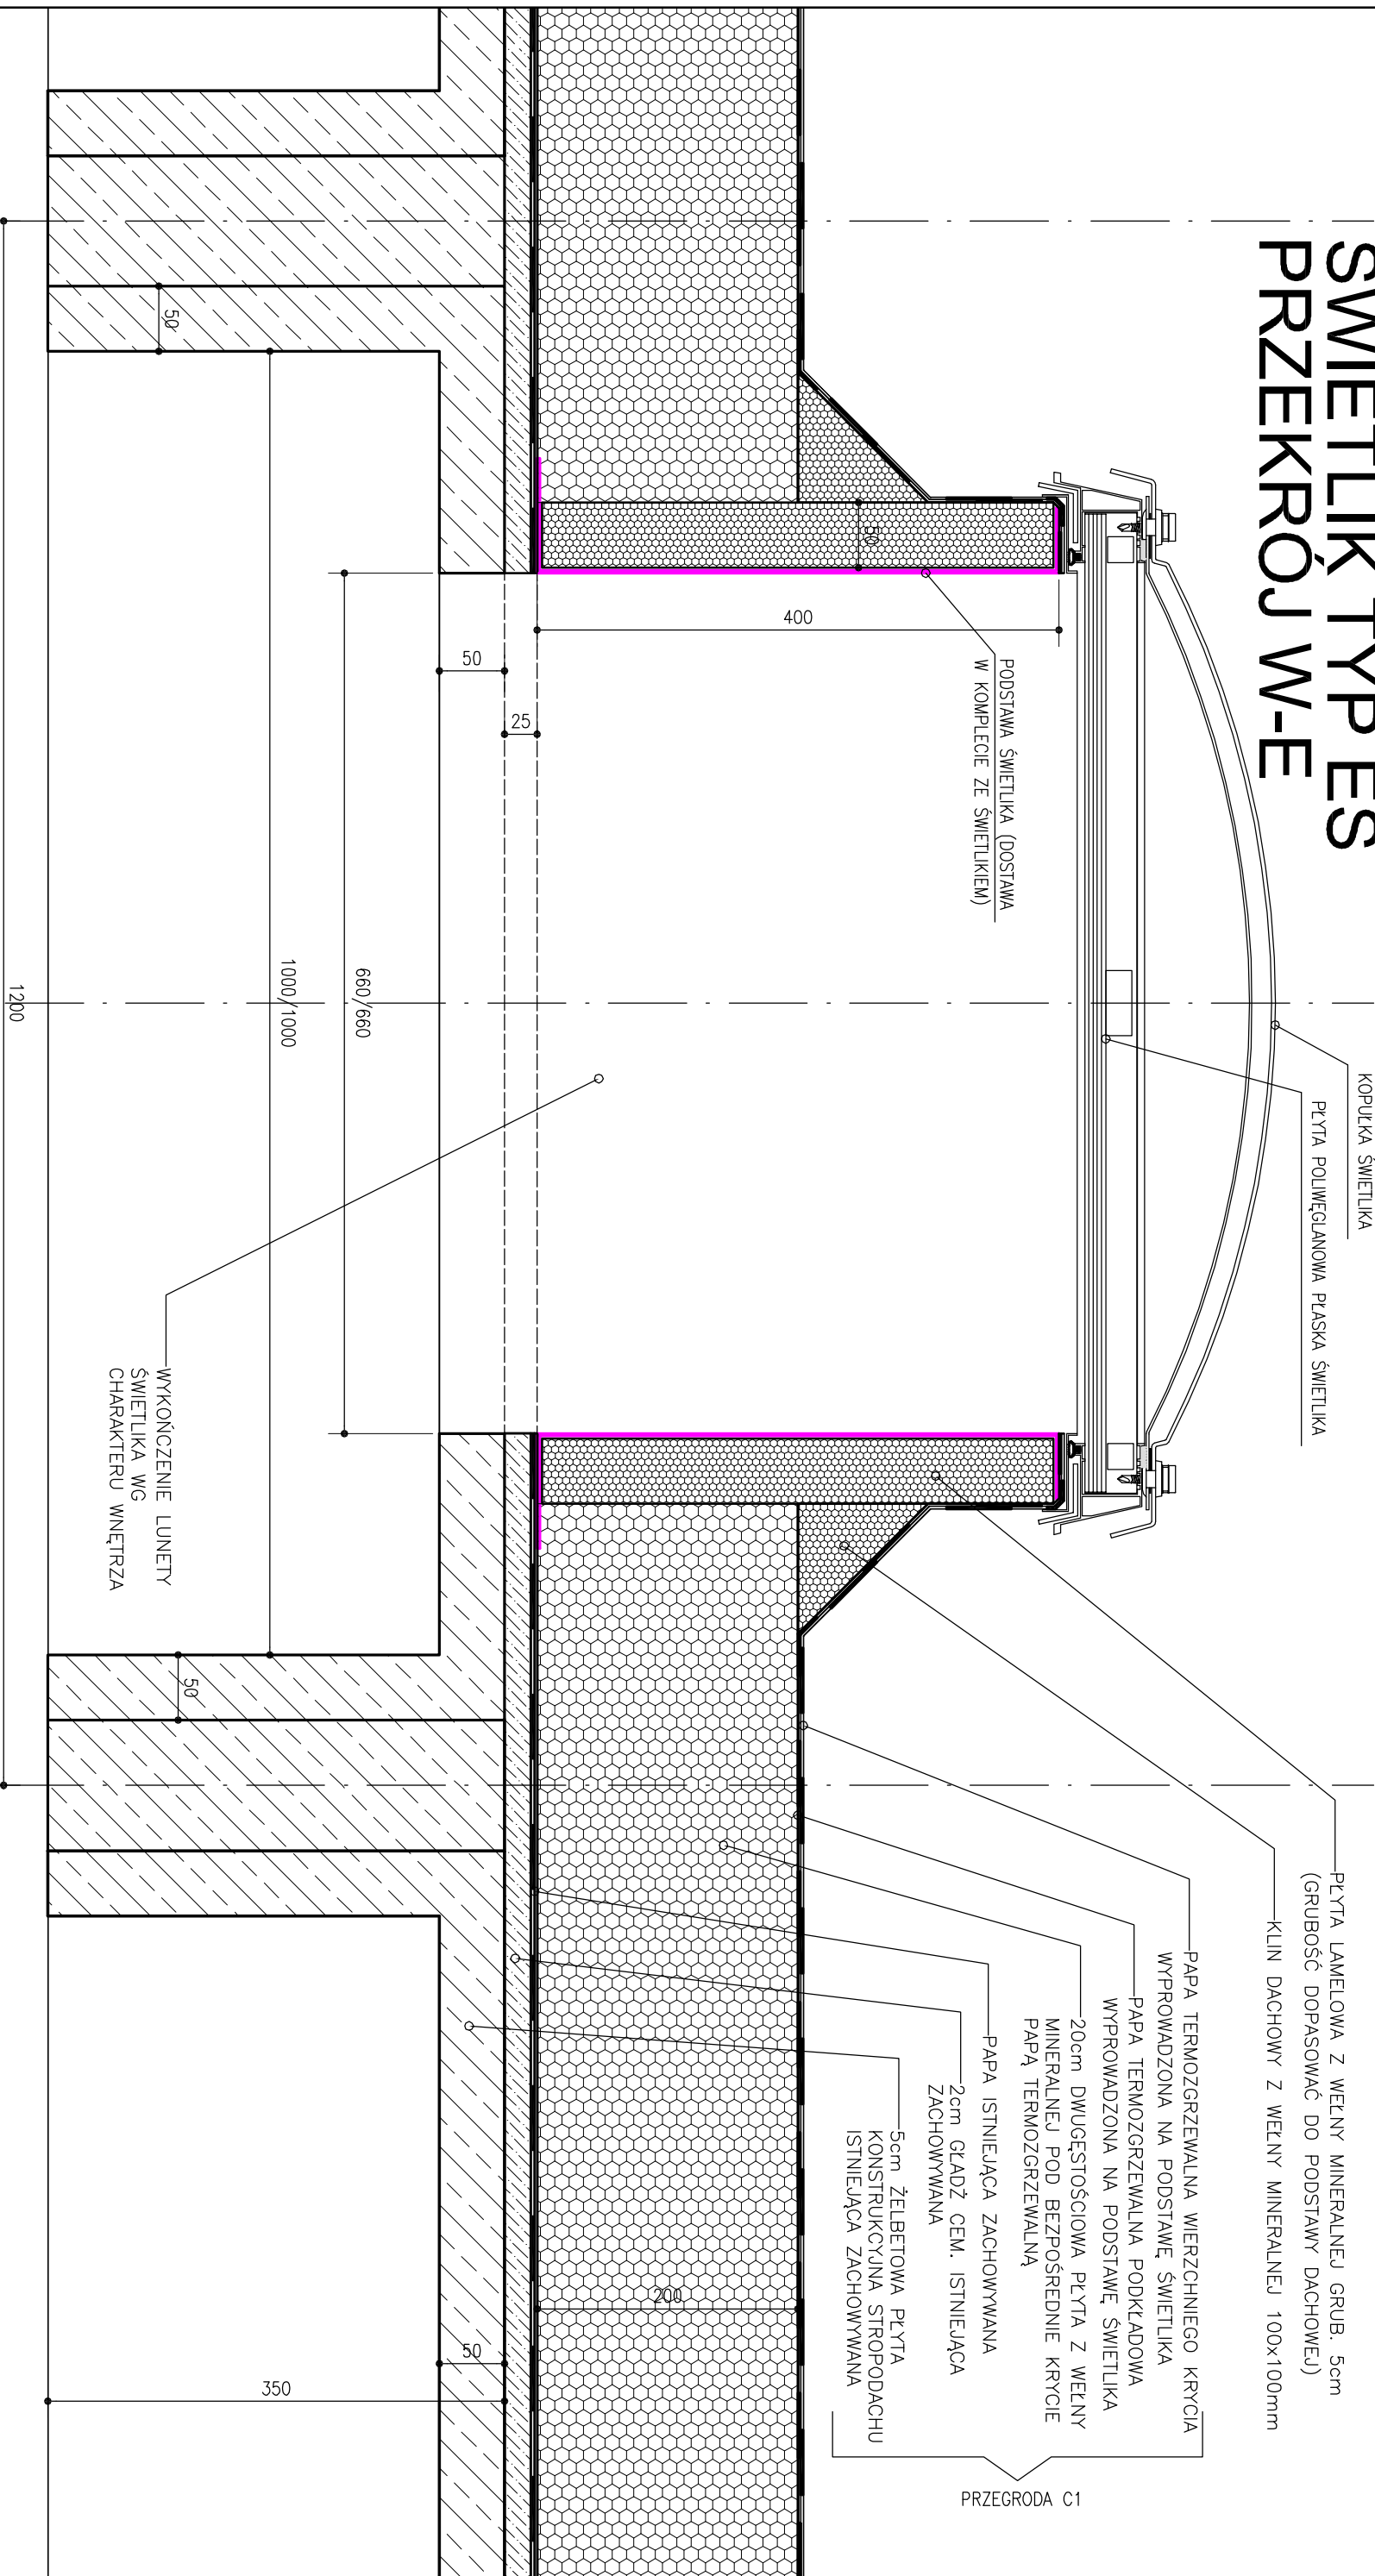 ŚWIETLIK TYP ES
PRZEKRÓJ W-E
KOPUŁKA ŚWIETLIKA
PŁYTA POLIWĘGLANOWA PŁASKA ŚWIETLIKA
PODSTAWA ŚWIETLIKA (DOSTAWA
W KOMPLECIE ZE ŚWIETLIKIEM)
PŁYTA LAMELOWA Z WEŁNY MINERALNEJ GRUB. 5cm
(GRUBOŚĆ DOPASOWAĆ DO PODSTAWY DACHOWEJ)
KLIN DACHOWY Z WEŁNY MINERALNEJ 100x100mm
PAPA TERMOZGRZEWALNA WIERZCHNIEGO KRYCIA
WYPROWADZONA NA PODSTAWĘ ŚWIETLIKA
PAPA TERMOZGRZEWALNA PODKŁADOWA
WYPROWADZONA NA PODSTAWĘ ŚWIETLIKA
20cm DWUGĘSTOŚCIOWA PŁYTA Z WEŁNY
MINERALNEJ POD BEZPOŚREDNIE KRYCIE
PAPĄ TERMOZGRZEWALNĄ
PAPA ISTNIEJĄCA ZACHOWYWANA
2cm GŁADŹ CEM. ISTNIEJĄCA
ZACHOWYWANA
5cm ŻELBETOWA PŁYTA
KONSTRUKCYJNA STROPODACHU
ISTNIEJĄCA ZACHOWYWANA
PRZEGRODA C1
WYKOŃCZENIE LUNETY
ŚWIETLIKA WG
CHARAKTERU WNĘTRZA
50
50
400
50
25
660/660
1000/1000
1200
50
200
50
350